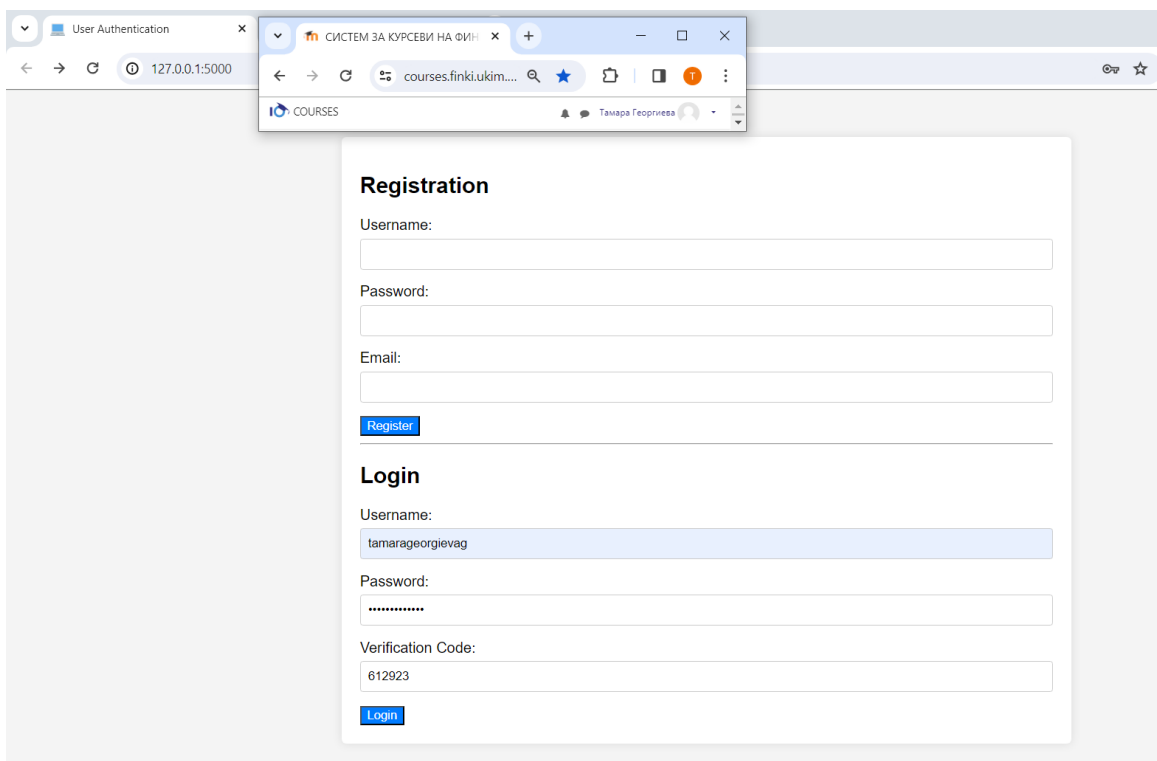 User Authentication
СИСТЕМ ЗА КУРСЕВИ НА ФИН
127.0.0.1:5000
courses.finki.ukim....
T
COURSES
Тамара Георгиева
Registration
Username:
Password:
Email:
Register
Login
Username:
tamarageorgievag
Password:
•••••••••••••
Verification Code:
612923
Login